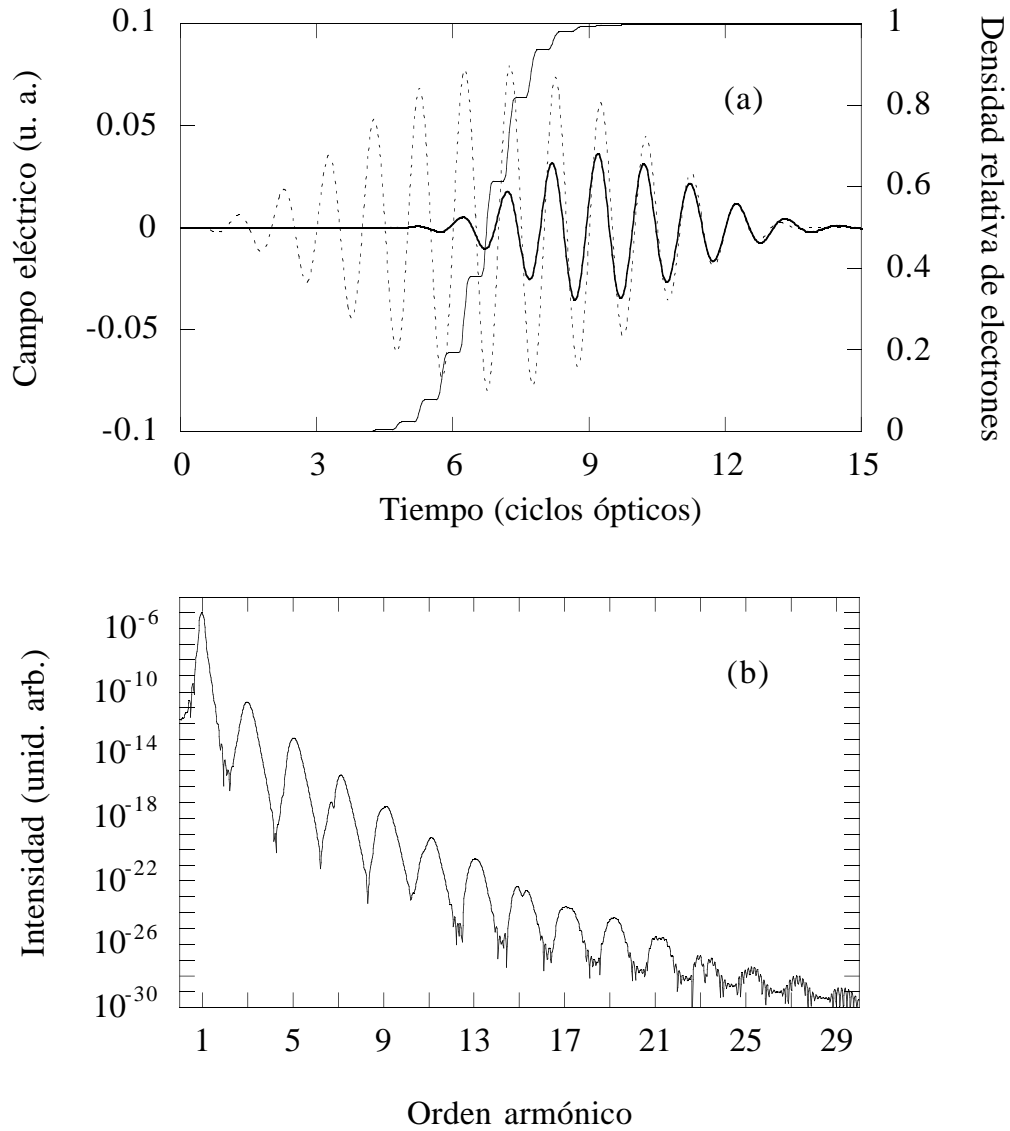 Campo eléctrico (u. a.)
0.1
0.05
0
-0.05
-0.1
(a)
1
0.8
0.6
0.4
0.2
0
Densidad relativa de electrones
0 3 6 9 12 15
Tiempo (ciclos ópticos)
Intensidad (unid. arb.)
10-6
10-10
10-14
10-18
10-22
10-26
10-30
(b)
1 5 9 13 17 21 25 29
Orden armónico